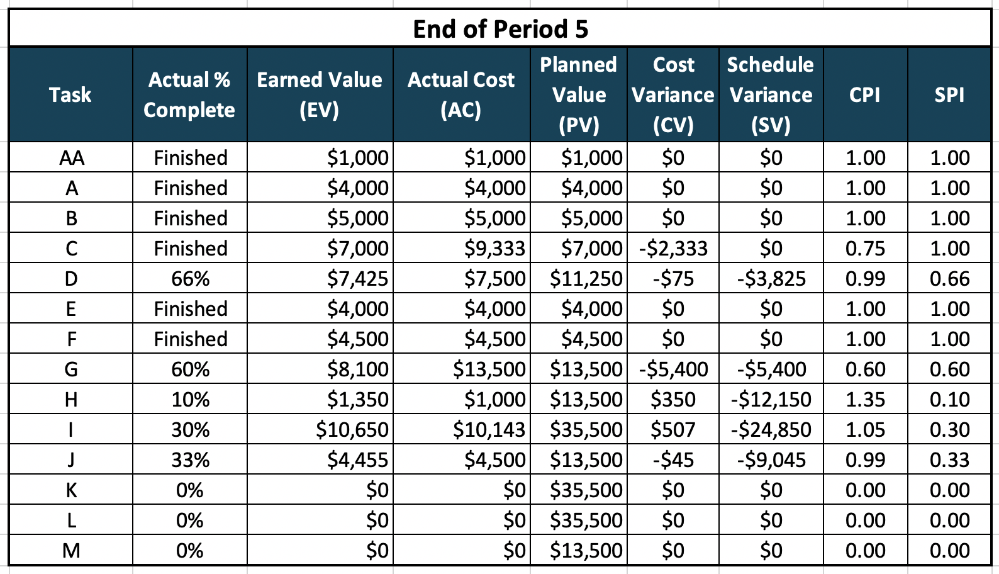 End of Period 5
Task Actual % Complete Earned Value (EV) Actual Cost (AC) Planned Value (PV) Cost Variance (CV) Schedule Variance (SV) CPI SPI
AA Finished $1,000 $1,000 $1,000 $0 $0 1.00 1.00
A Finished $4,000 $4,000 $4,000 $0 $0 1.00 1.00
B Finished $5,000 $5,000 $5,000 $0 $0 1.00 1.00
C Finished $7,000 $9,333 $7,000 -$2,333 $0 0.75 1.00
D 66% $7,425 $7,500 $11,250 -$75 -$3,825 0.99 0.66
E Finished $4,000 $4,000 $4,000 $0 $0 1.00 1.00
F Finished $4,500 $4,500 $4,500 $0 $0 1.00 1.00
G 60% $8,100 $13,500 $13,500 -$5,400 -$5,400 0.60 0.60
H 10% $1,350 $1,000 $13,500 $350 -$12,150 1.35 0.10
I 30% $10,650 $10,143 $35,500 $507 -$24,850 1.05 0.30
J 33% $4,455 $4,500 $13,500 -$45 -$9,045 0.99 0.33
K 0% $0 $0 $35,500 $0 $0 0.00 0.00
L 0% $0 $0 $35,500 $0 $0 0.00 0.00
M 0% $0 $0 $13,500 $0 $0 0.00 0.00